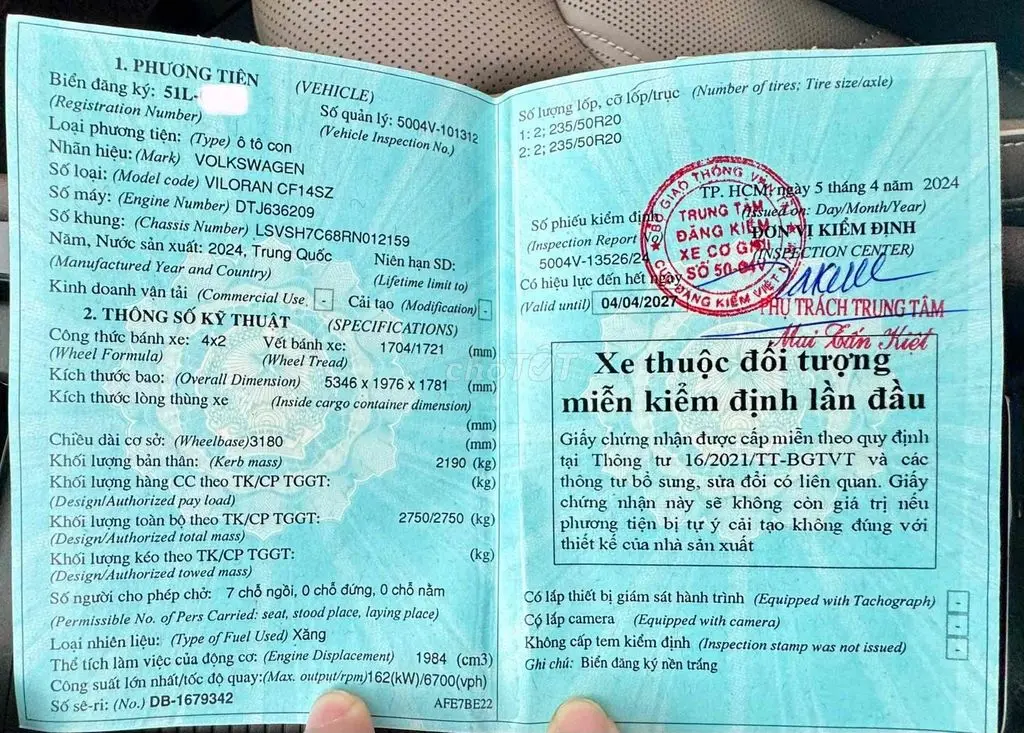 1. PHƯƠNG TIỆN (VEHICLE)
Biển đăng ký: 51L-
(Registration Number)
Số quản lý: 5004V-101312
(Vehicle Inspection No.)
Loại phương tiện: (Type) ô tô con
Nhãn hiệu: (Mark) VOLKSWAGEN
Số loại: (Model code) VILORAN CF14SZ
Số máy: (Engine Number) DTJ636209
Số khung: (Chassis Number) LSVSH7C68RN012159
Năm, Nước sản xuất: 2024, Trung Quốc
(Manufactured Year and Country)
Niên hạn SD:
(Lifetime limit to)
Kinh doanh vận tải (Commercial Use) - Cải tạo (Modification) -
2. THÔNG SỐ KỸ THUẬT (SPECIFICATIONS)
Công thức bánh xe: 4x2 Vết bánh xe: 1704/1721 (mm)
(Wheel Formula) (Wheel Tread)
Kích thước bao: (Overall Dimension) 5346 x 1976 x 1781 (mm)
Kích thước lòng thùng xe (Inside cargo container dimension)
(mm)
Chiều dài cơ sở: (Wheelbase) 3180 (mm)
Khối lượng bản thân: (Kerb mass) 2190 (kg)
Khối lượng hàng CC theo TK/CP TGGT: (kg)
(Design/Authorized pay load)
Khối lượng toàn bộ theo TK/CP TGGT: 2750/2750 (kg)
(Design/Authorized total mass)
Khối lượng kéo theo TK/CP TGGT: (kg)
(Design/Authorized towed mass)
Số người cho phép chở: 7 chỗ ngồi, 0 chỗ đứng, 0 chỗ nằm
(Permissible No. of Pers Carried: seat, stood place, laying place)
Loại nhiên liệu: (Type of Fuel Used) Xăng
Thể tích làm việc của động cơ: (Engine Displacement) 1984 (cm3)
Công suất lớn nhất/tốc độ quay:(Max. output/rpm)162(kW)/6700(vph)
Số sê-ri: (No.) DB-1679342 AFE7BE22
Số lượng lốp, cỡ lốp/trục (Number of tires; Tire size/axle)
1: 2; 235/50R20
2: 2; 235/50R20
TP. HCM, ngày 5 tháng 4 năm 2024
(Issued on: Day/Month/Year)
Số phiếu kiểm định
(Inspection Report
5004V-13526/24
ĐƠN VỊ KIỂM ĐỊNH
(INSPECTION CENTER)
BỘ GIAO THÔNG VẬN TẢI
TRUNG TÂM
ĐĂNG KIỂM
XE CƠ GIỚI
SỐ 50-04V
CỤC ĐĂNG KIỂM VIỆT NAM
Có hiệu lực đến hết ngày
(Valid until) 04/04/2027
PHỤ TRÁCH TRUNG TÂM
Mai Tấn Kiệt
chợTỐT
Xe thuộc đối tượng
miễn kiểm định lần đầu
Giấy chứng nhận được cấp miễn theo quy định
tại Thông tư 16/2021/TT-BGTVT và các
thông tư bổ sung, sửa đổi có liên quan. Giấy
chứng nhận này sẽ không còn giá trị nếu
phương tiện bị tự ý cải tạo không đúng với
thiết kế của nhà sản xuất
Có lắp thiết bị giám sát hành trình (Equipped with Tachograph) -
Có lắp camera (Equipped with camera) -
Không cấp tem kiểm định (Inspection stamp was not issued) -
Ghi chú: Biển đăng ký nền trắng